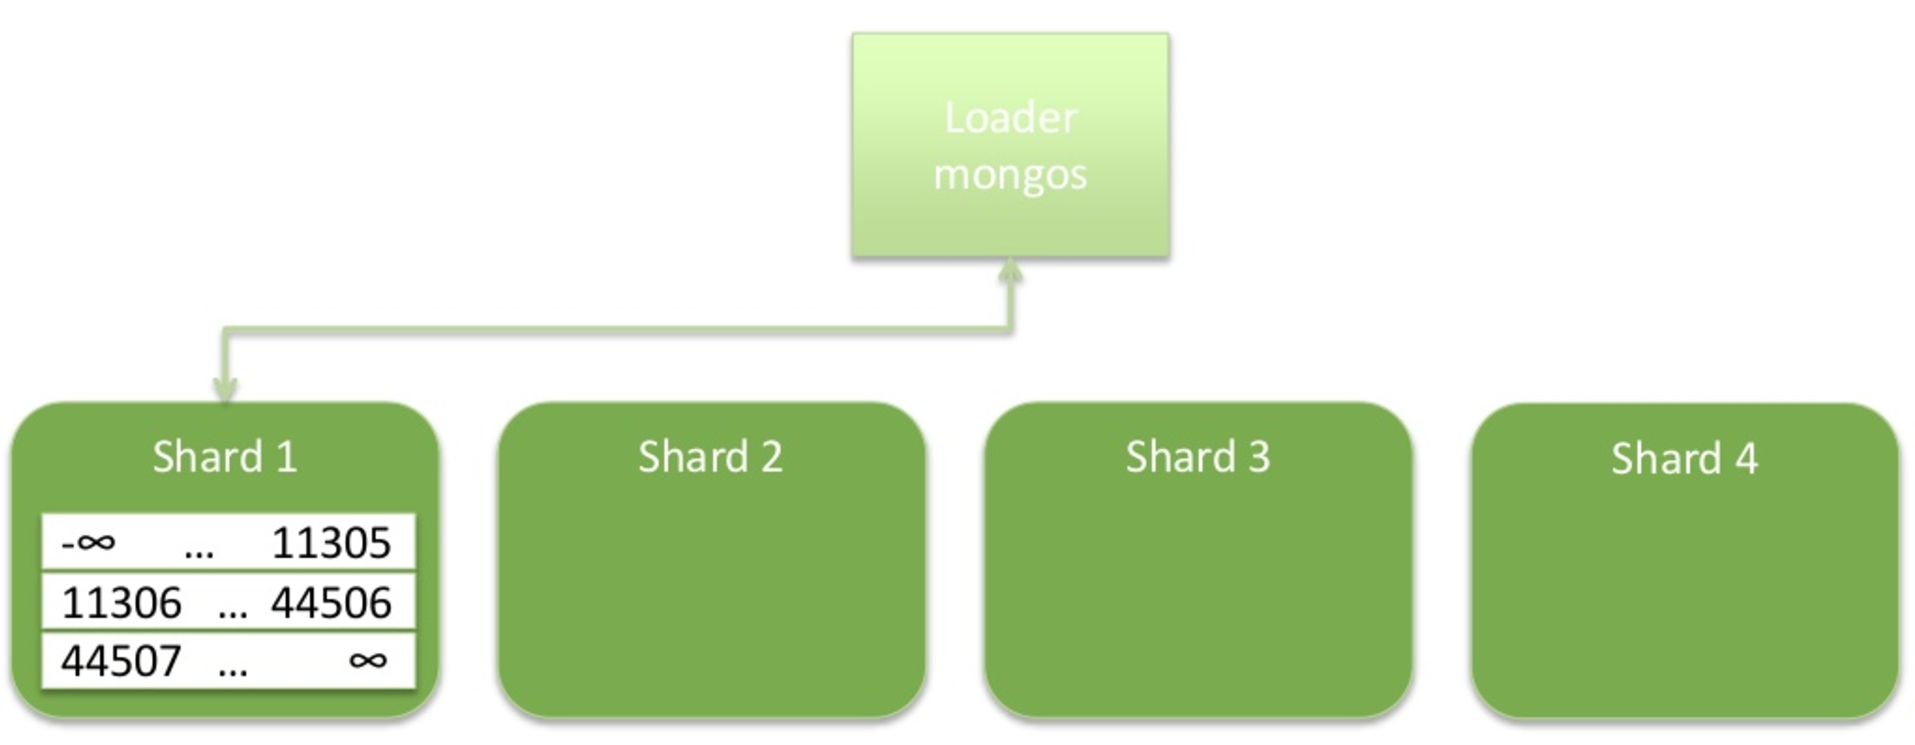 Loader
mongos
Shard 1
-∞ ... 11305
11306 ... 44506
44507 ... ∞
Shard 2
Shard 3
Shard 4